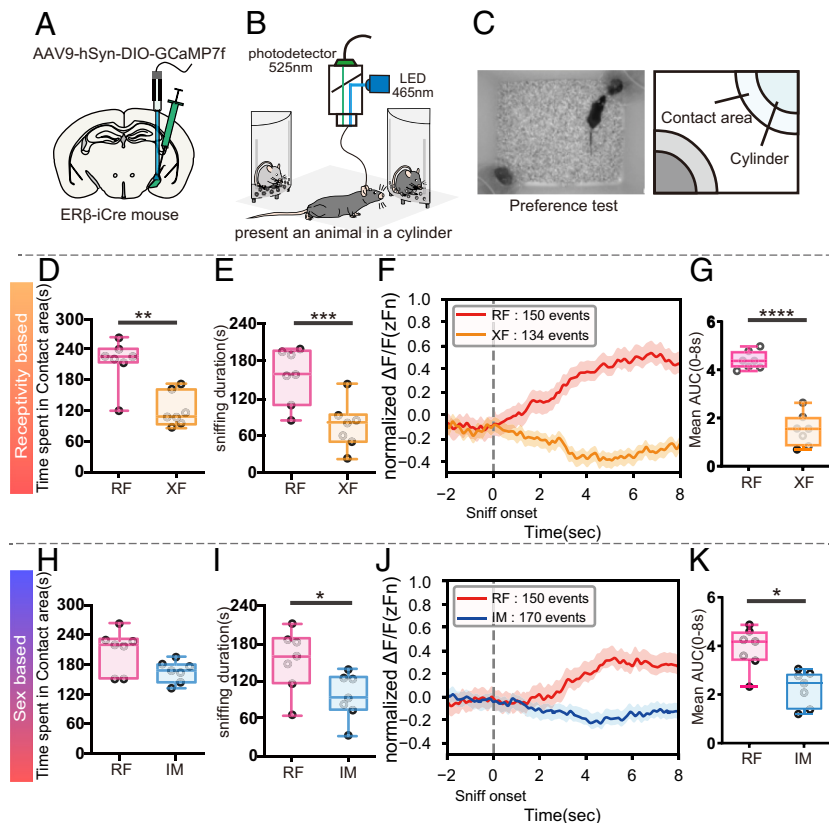 A
AAV9-hSyn-DIO-GCaMP7f
ERβ-iCre mouse
B
photodetector
525nm
LED
465nm
present an animal in a cylinder
C
Preference test
Contact area
Cylinder
Receptivity based
D
Time spent in Contact area(s)
300
240
180
120
60
0
**
RF
XF
E
sniffing duration(s)
240
180
120
60
0
***
RF
XF
F
normalized ΔF/F(zFn)
1.0
0.8
0.6
0.4
0.2
0.0
−0.2
−0.4
RF : 150 events
XF : 134 events
−2
0
2
4
6
8
Sniff onset
Time(sec)
G
Mean AUC(0-8s)
6
4
2
0
****
RF
XF
Sex based
H
Time spent in Contact area(s)
300
240
180
120
60
0
RF
IM
I
sniffing duration(s)
240
180
120
60
0
*
RF
IM
J
normalized ΔF/F(zFn)
1.0
0.8
0.6
0.4
0.2
0.0
−0.2
−0.4
RF : 150 events
IM : 170 events
−2
0
2
4
6
8
Sniff onset
Time(sec)
K
Mean AUC(0-8s)
6
4
2
0
*
RF
IM